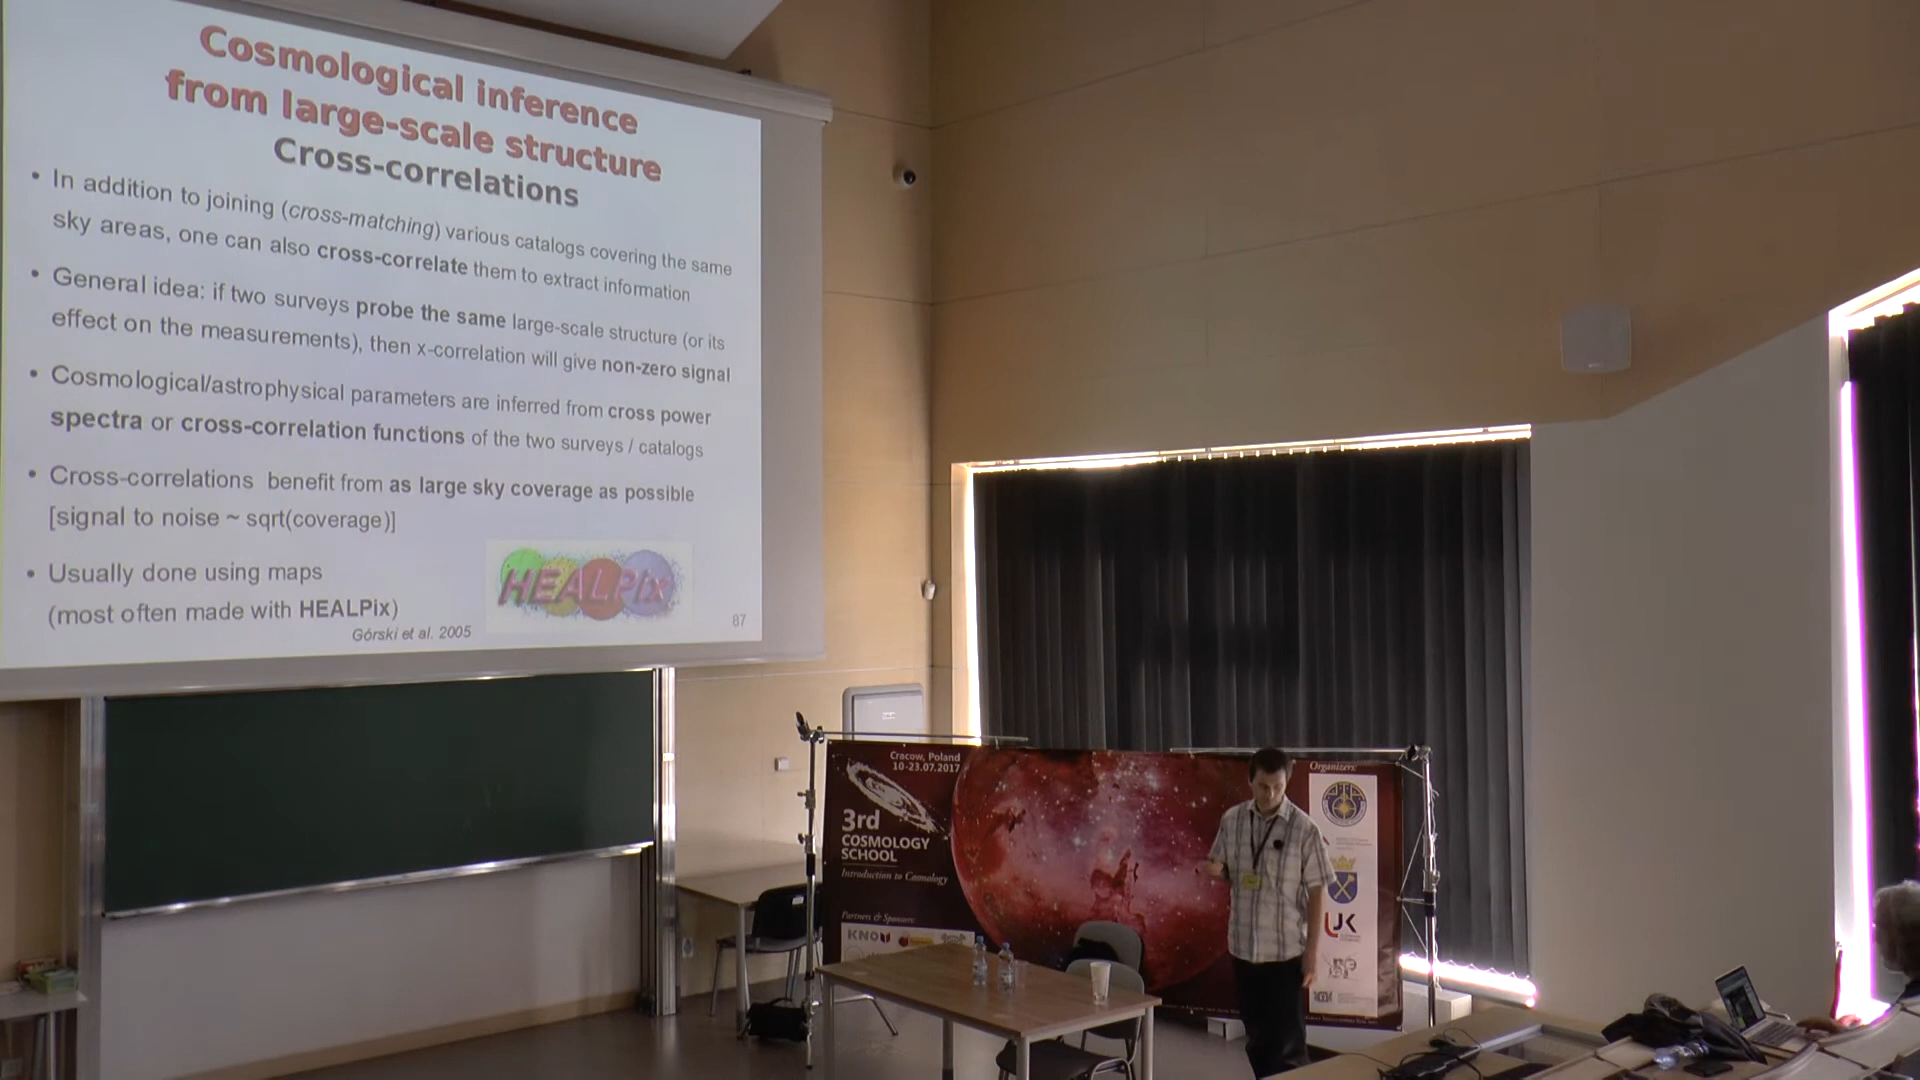 Cosmological inference
from large-scale structure
Cross-correlations
• In addition to joining (cross-matching) various catalogs covering the same
sky areas, one can also cross-correlate them to extract information
• General idea: if two surveys probe the same large-scale structure (or its
effect on the measurements), then x-correlation will give non-zero signal
• Cosmological/astrophysical parameters are inferred from cross power
spectra or cross-correlation functions of the two surveys / catalogs
• Cross-correlations benefit from as large sky coverage as possible
[signal to noise ~ sqrt(coverage)]
• Usually done using maps
(most often made with HEALPix)
HEALPix
Górski et al. 2005
87
Cracow, Poland
10-23.07.2017
3rd
COSMOLOGY
SCHOOL
Introduction to Cosmology
Partners & Sponsors:
KNOW
Organizers:
UJK